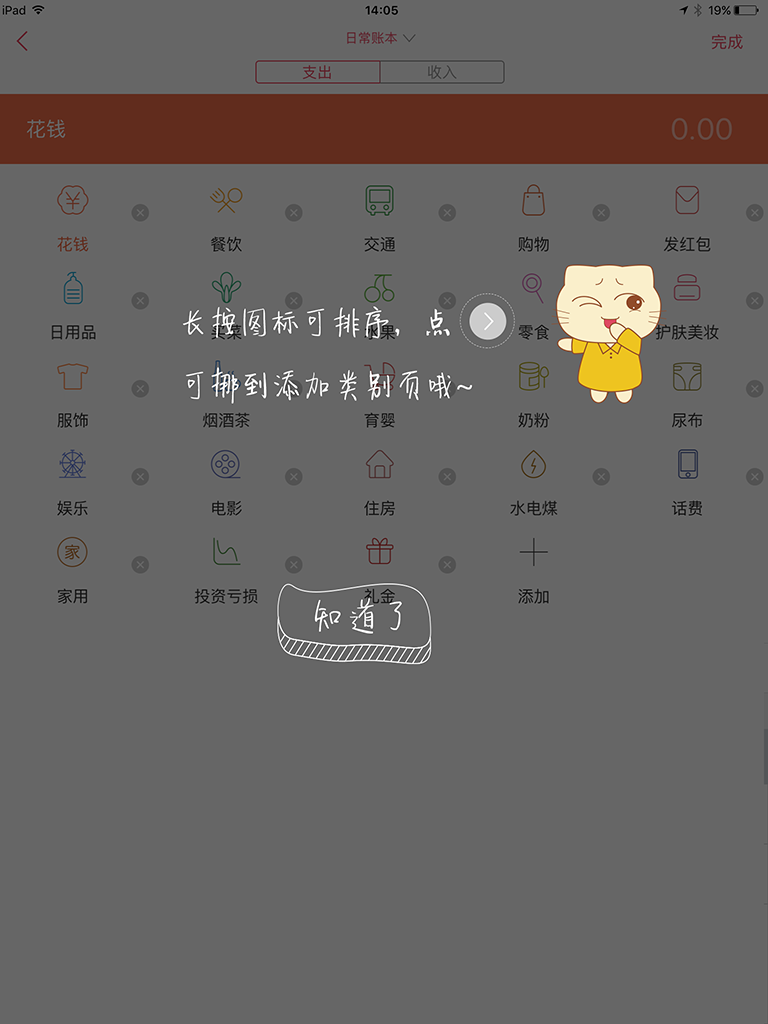 iPad 14:05 19%
日常账本
完成
支出 收入
花钱 0.00
花钱 餐饮 交通 购物 发红包
日用品 买菜 水果 零食 护肤美妆
长按图标可排序，点
可挪到添加类别页哦~
服饰 烟酒茶 育婴 奶粉 尿布
娱乐 电影 住房 水电煤 话费
家
家用 投资亏损 礼金 添加
知道了